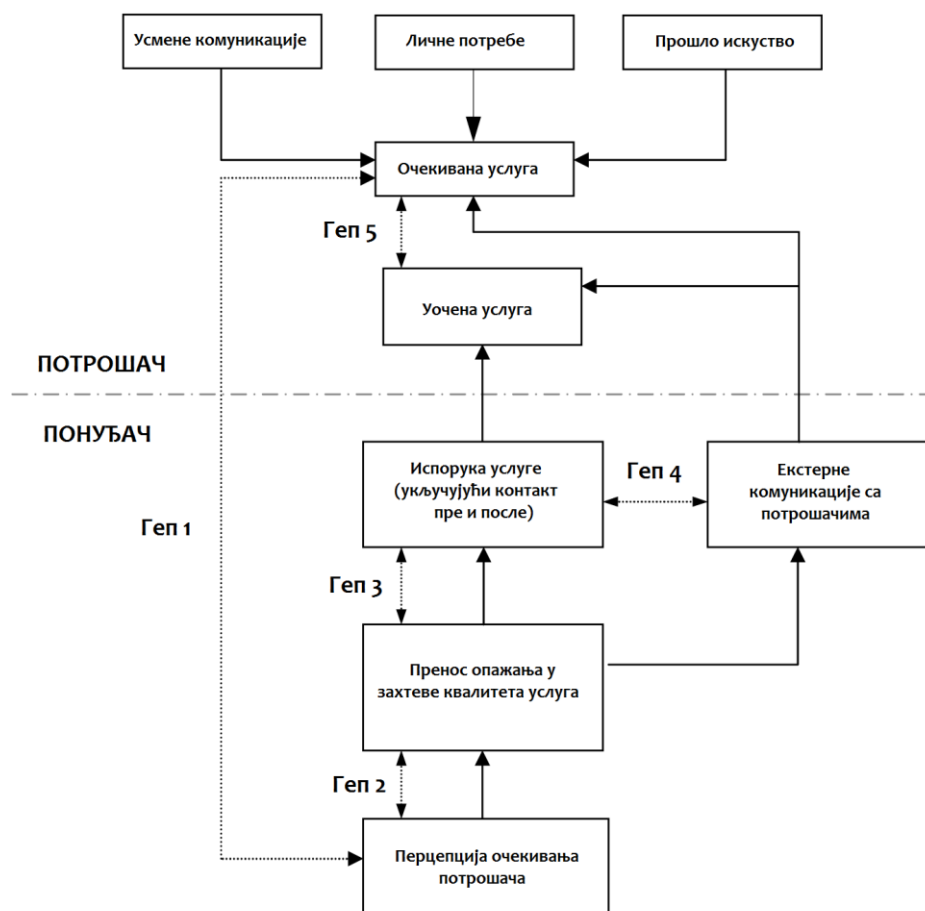 Усмене комуникације
Личне потребе
Прошло искуство
Очекивана услуга
Геп 5
Уочена услуга
ПОТРОШАЧ
ПОНУЂАЧ
Испорука услуге
(укључујући контакт
пре и после)
Геп 4
Екстерне
комуникације са
потрошачима
Геп 1
Геп 3
Пренос опажања у
захтеве квалитета услуга
Геп 2
Перцепција очекивања
потрошача